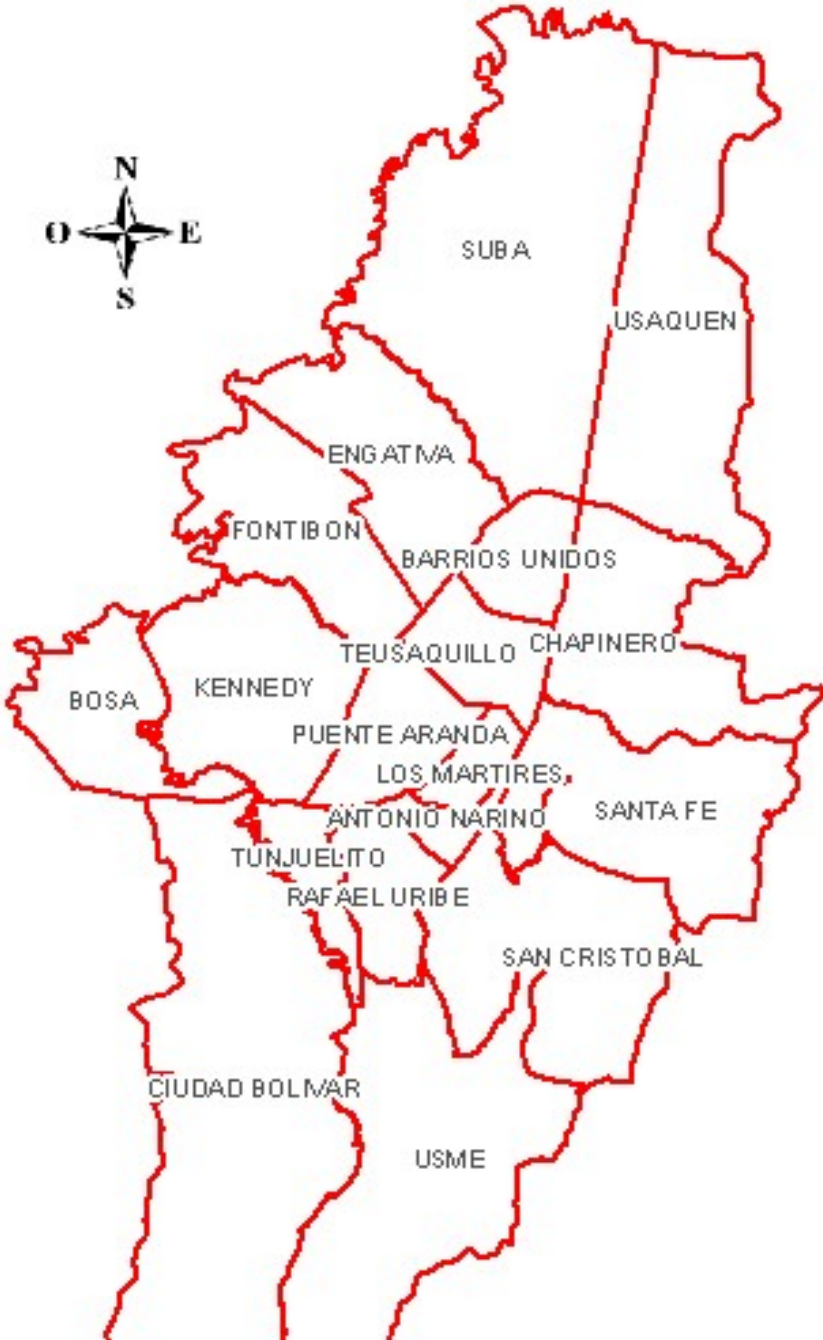 N
O E
S
SUBA
USAQUEN
ENGATIVA
FONTIBON
BARRIOS UNIDOS
TEUSAQUILLO
CHAPINERO
KENNEDY
BOSA
PUENTE ARANDA
LOS MARTIRES
SANTA FE
ANTONIO NARINO
TUNJUELITO
RAFAEL URIBE
SAN CRISTOBAL
CIUDAD BOLIVAR
USME